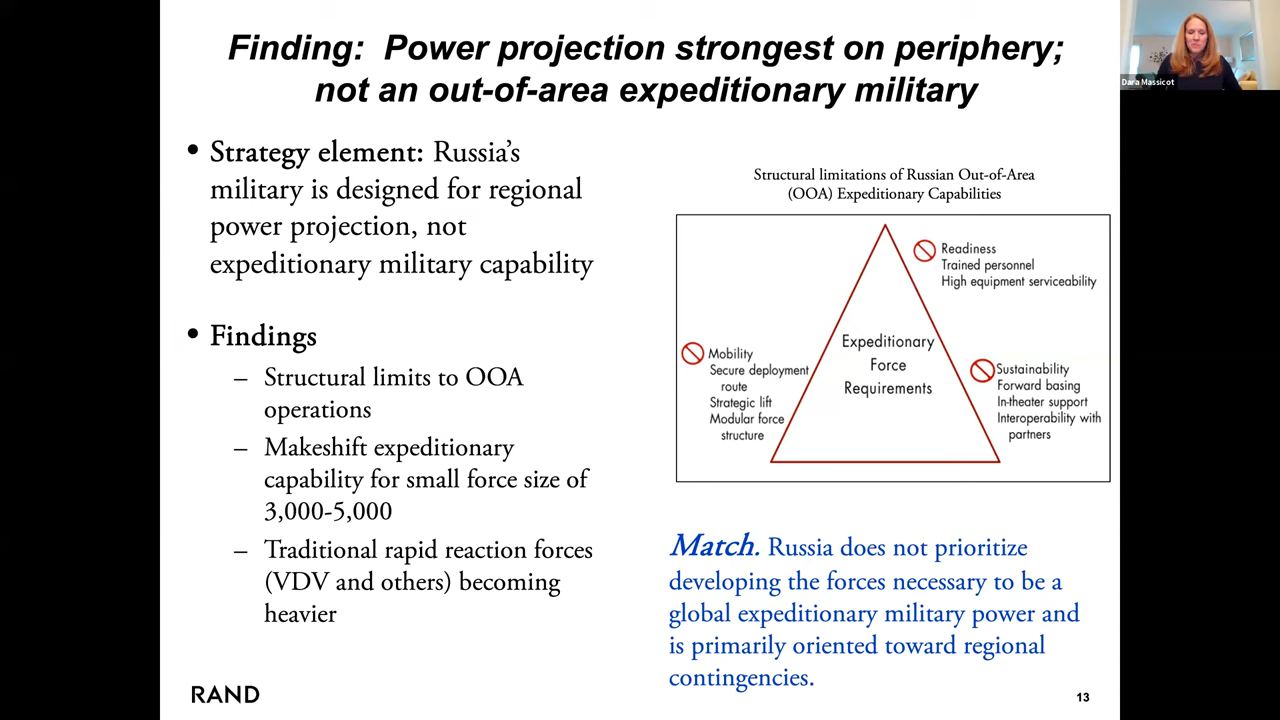 Finding: Power projection strongest on periphery;
not an out-of-area expeditionary military
Dara Massicot
• Strategy element: Russia's
military is designed for regional
power projection, not
expeditionary military capability
• Findings
– Structural limits to OOA
operations
– Makeshift expeditionary
capability for small force size of
3,000-5,000
– Traditional rapid reaction forces
(VDV and others) becoming
heavier
Structural limitations of Russian Out-of-Area
(OOA) Expeditionary Capabilities
Readiness
Trained personnel
High equipment serviceability
Expeditionary
Force
Requirements
Mobility
Secure deployment
route
Strategic lift
Modular force
structure
Sustainability
Forward basing
In-theater support
Interoperability with
partners
Match. Russia does not prioritize
developing the forces necessary to be a
global expeditionary military power and
is primarily oriented toward regional
contingencies.
RAND
13